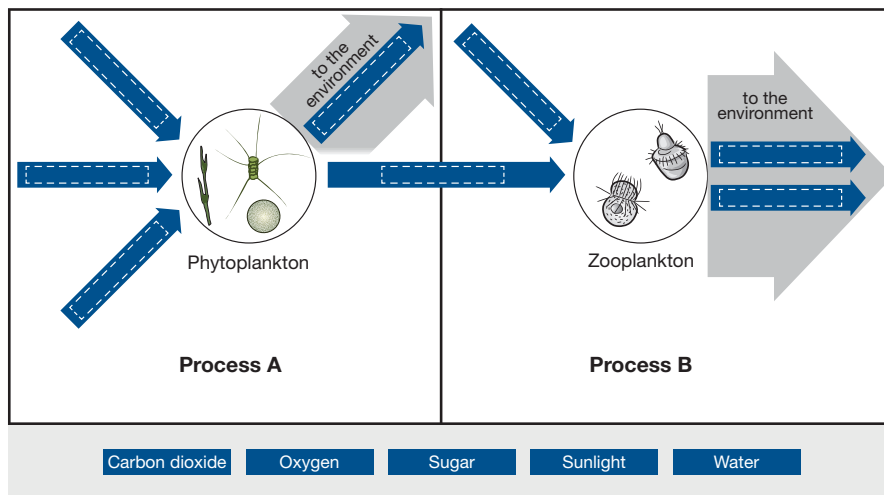 to the
environment
to the
environment
Phytoplankton
Zooplankton
Process A
Process B
Carbon dioxide
Oxygen
Sugar
Sunlight
Water